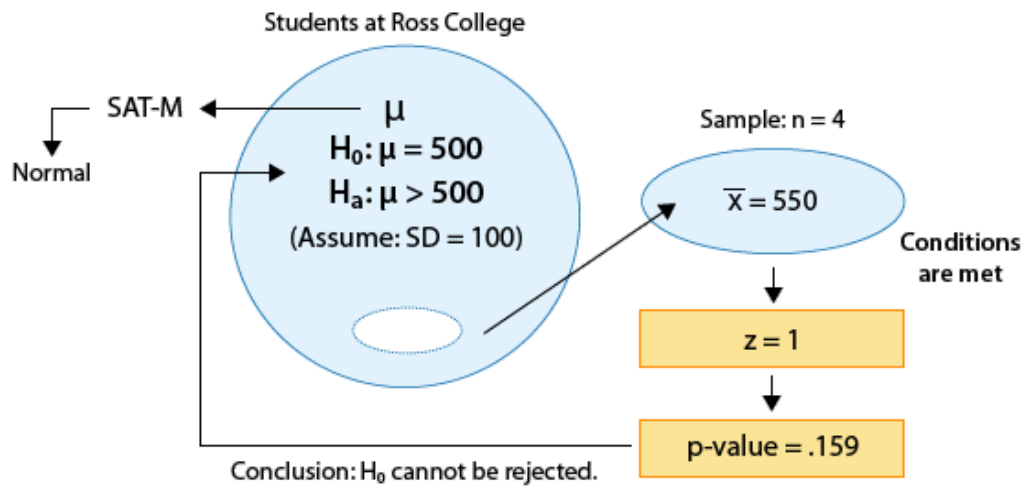 Students at Ross College
SAT-M
Normal
μ
H₀: μ = 500
Hₐ: μ > 500
(Assume: SD = 100)
Sample: n = 4
x̅ = 550
Conditions
are met
z = 1
p-value = .159
Conclusion: H₀ cannot be rejected.